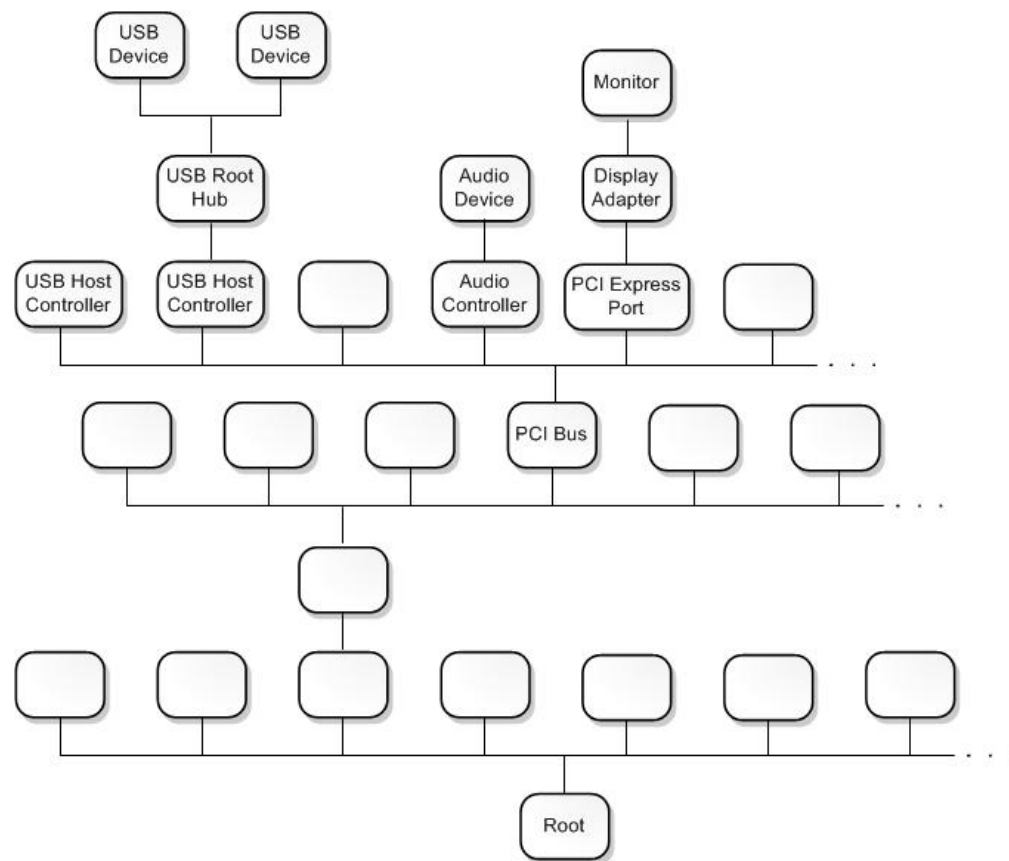 USB
Device
USB
Device
Monitor
USB Root
Hub
Audio
Device
Display
Adapter
USB Host
Controller
USB Host
Controller
Audio
Controller
PCI Express
Port
. . .
PCI Bus
. . .
. . .
Root